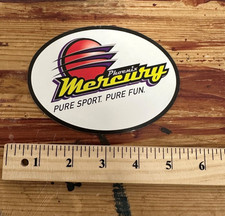 Phoenix
Mercury
PURE SPORT. PURE FUN.
1 2 3 4 5 6